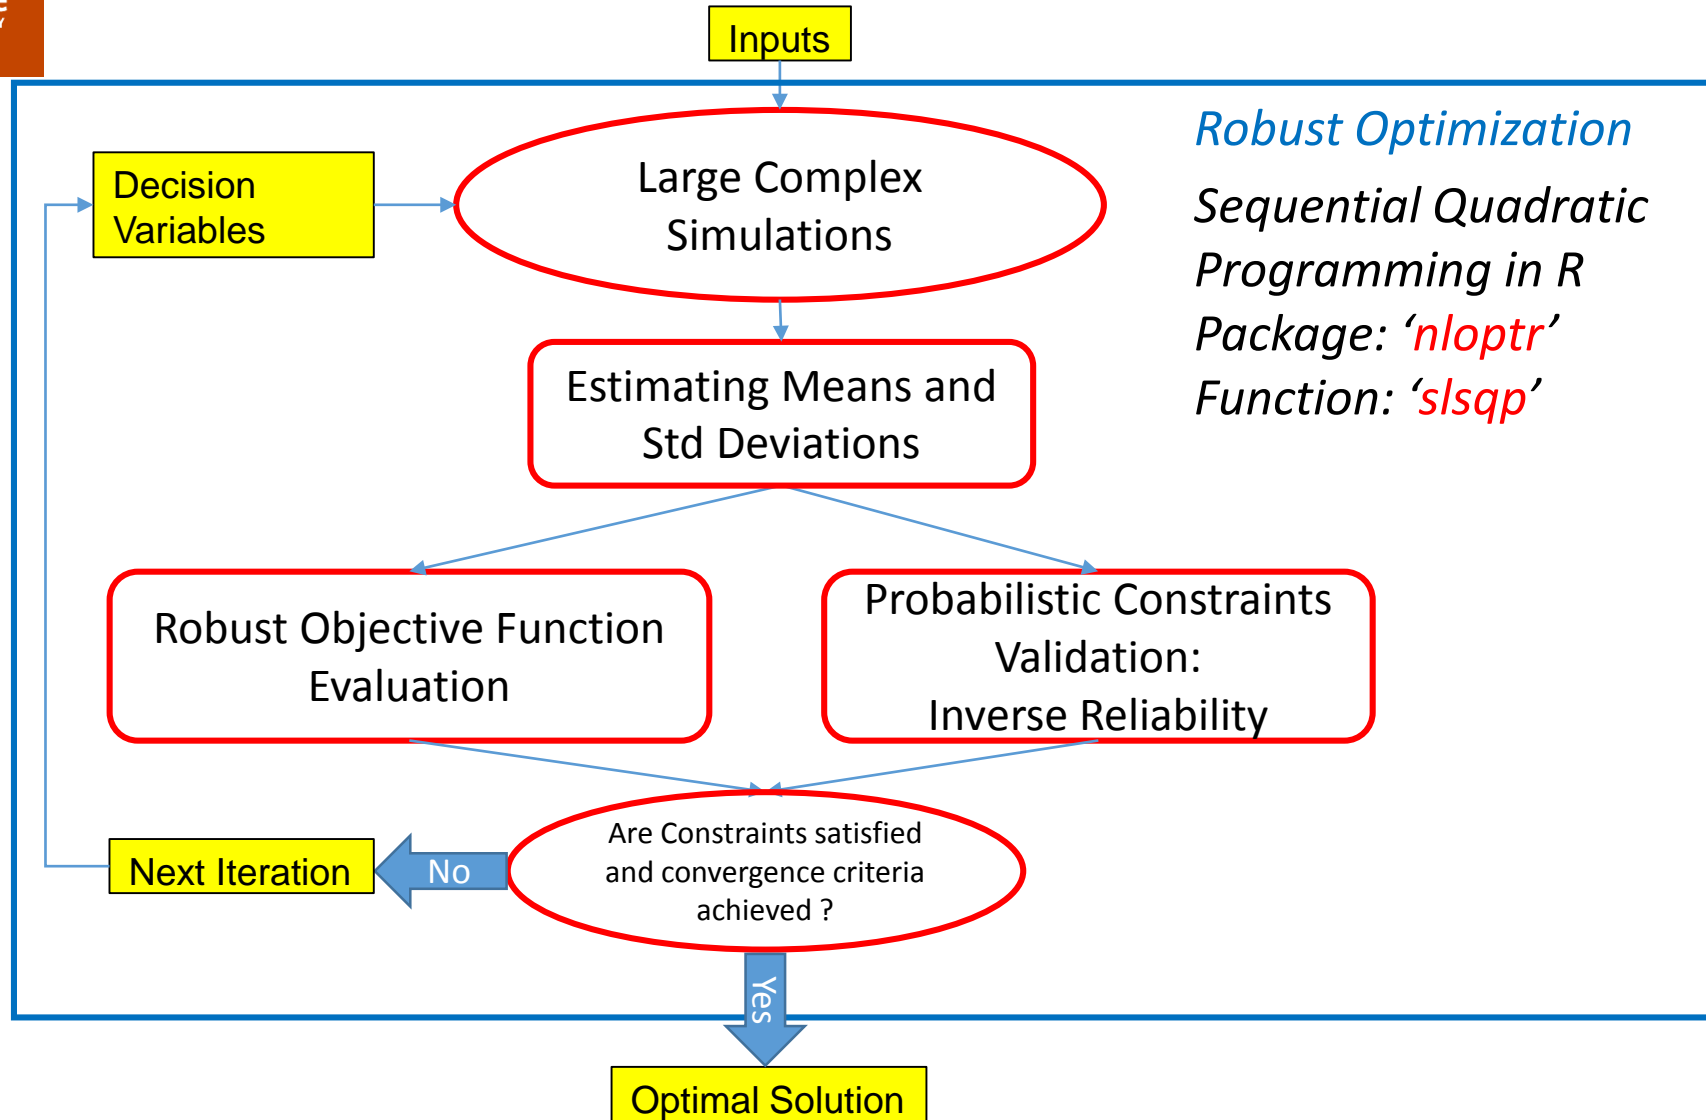 Inputs
Robust Optimization
Decision
Variables
Large Complex
Simulations
Sequential Quadratic
Programming in R
Package: ‘nloptr’
Function: ‘slsqp’
Estimating Means and
Std Deviations
Robust Objective Function
Evaluation
Probabilistic Constraints
Validation:
Inverse Reliability
Are Constraints satisfied
and convergence criteria
achieved ?
No
Next Iteration
Yes
Optimal Solution